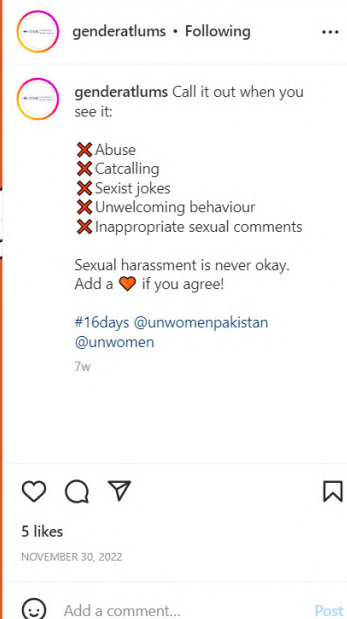 genderatlums • Following
genderatlums Call it out when you
see it:
❌Abuse
❌Catcalling
❌Sexist jokes
❌Unwelcoming behaviour
❌Inappropriate sexual comments
Sexual harassment is never okay.
Add a 🧡 if you agree!
#16days @unwomenpakistan
@unwomen
7w
5 likes
NOVEMBER 30, 2022
Add a comment...
Post